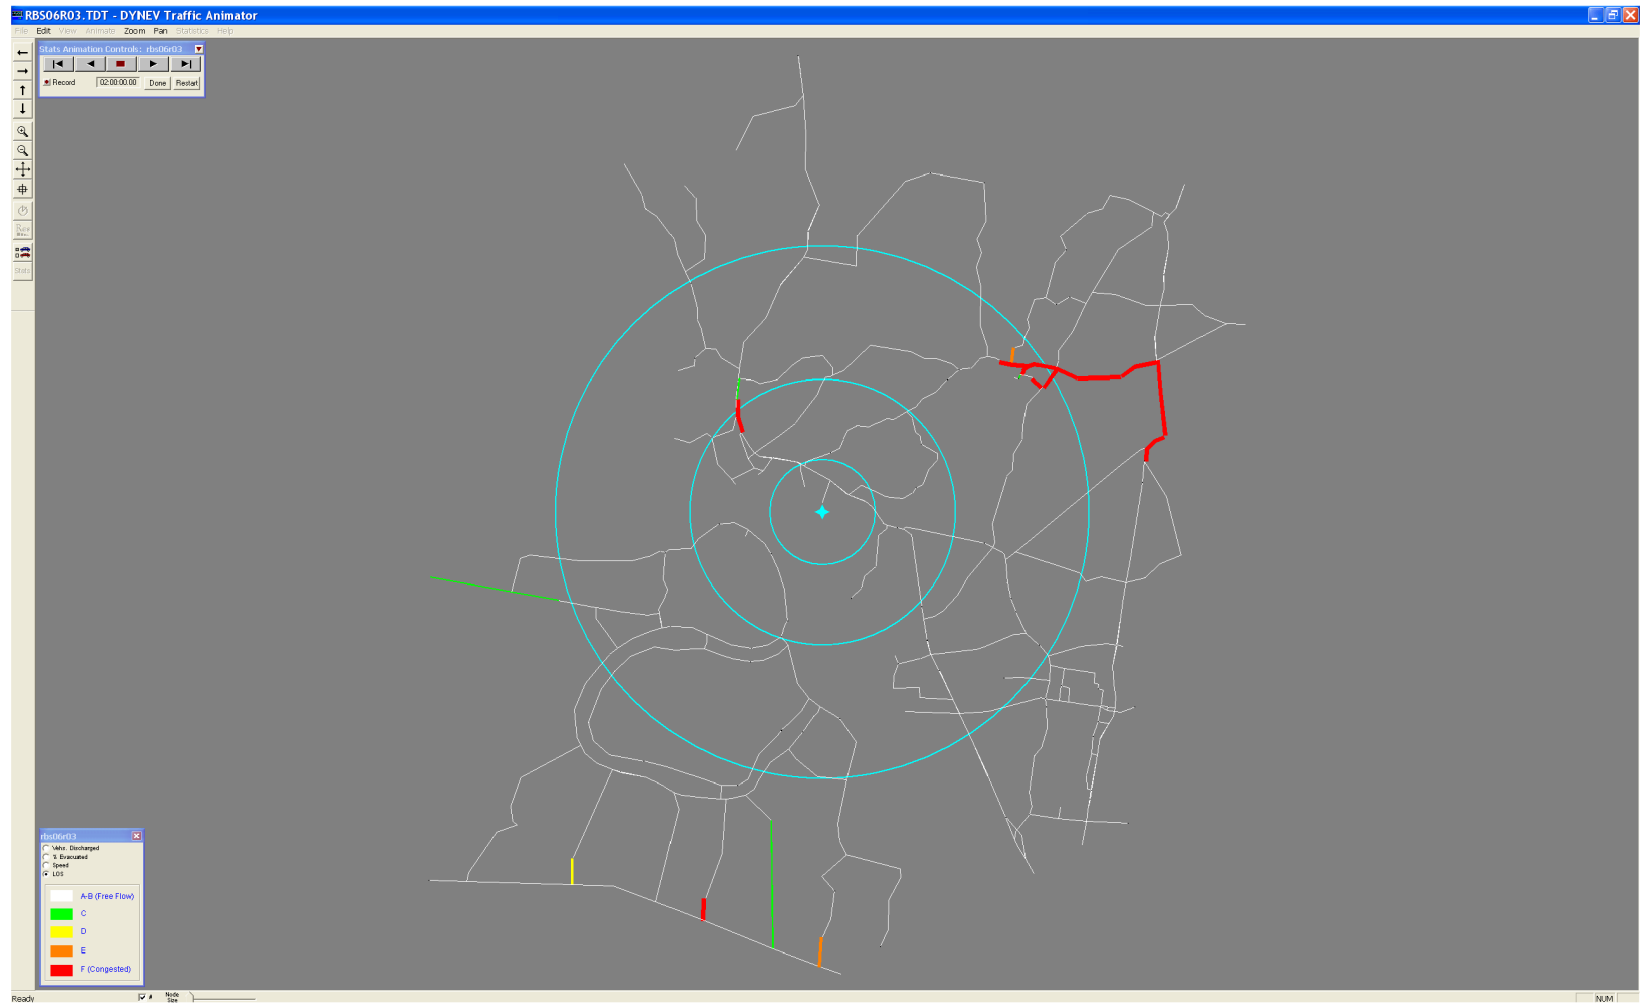 RBS06R03.TDT - DYNEV Traffic Animator
File Edit View Animate Zoom Pan Statistics Help
Stats Animation Controls: rbs06r03
Record 02:00:00.00 Done Restart
Stats
rbs06r03
Vehs. Discharged
% Evacuated
Speed
LOS
A-B (Free Flow)
C
D
E
F (Congested)
Ready # Node Size NUM